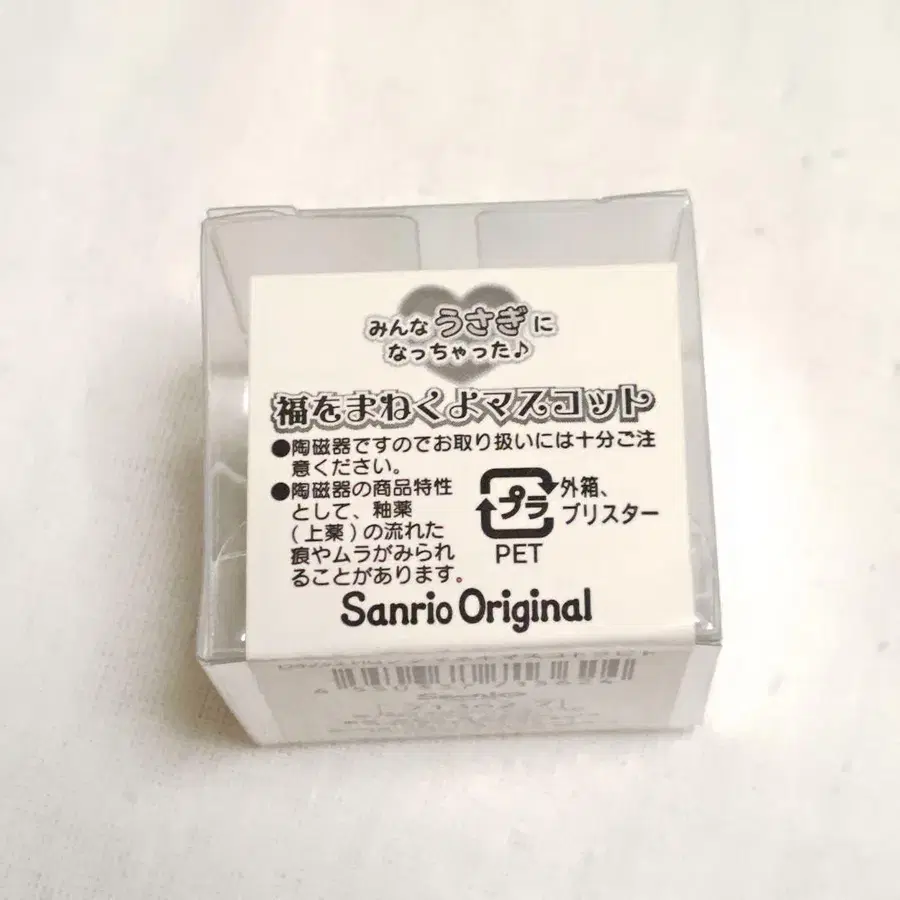 みんなうさぎに
なっちゃった♪
福をまねくよマスコット
●陶磁器ですのでお取り扱いには十分ご注
意ください。
●陶磁器の商品特性
として、釉薬
(上薬)の流れた
痕やムラがみられ
ることがあります。
プラ
外箱、
ブリスター
PET
Sanrio Original